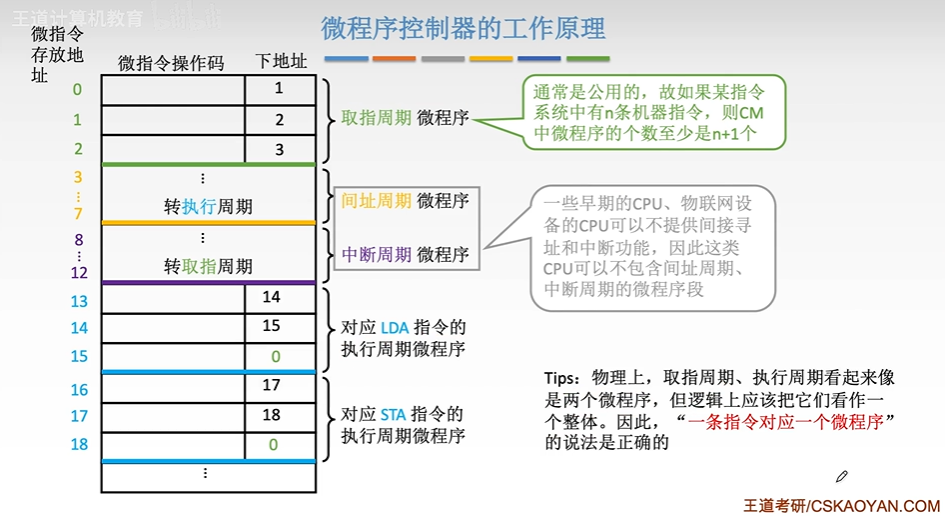 王道计算机教育
微程序控制器的工作原理
微指令
存放地
址
微指令操作码 下地址
0 1
1 2
2 3
取指周期 微程序
通常是公用的，故如果某指令
系统中有n条机器指令，则CM
中微程序的个数至少是n+1个
3
⋮
7
⋮
转执行周期
间址周期 微程序
8
⋮
12
⋮
转取指周期
中断周期 微程序
一些早期的CPU、物联网设
备的CPU可以不提供间接寻
址和中断功能，因此这类
CPU可以不包含间址周期、
中断周期的微程序段
13 14
14 15
15 0
对应 LDA 指令的
执行周期微程序
16 17
17 18
18 0
对应 STA 指令的
执行周期微程序
⋮
Tips：物理上，取指周期、执行周期看起来像
是两个微程序，但逻辑上应该把它们看作一
个整体。因此，“一条指令对应一个微程序”
的说法是正确的
王道考研/CSKAOYAN.COM